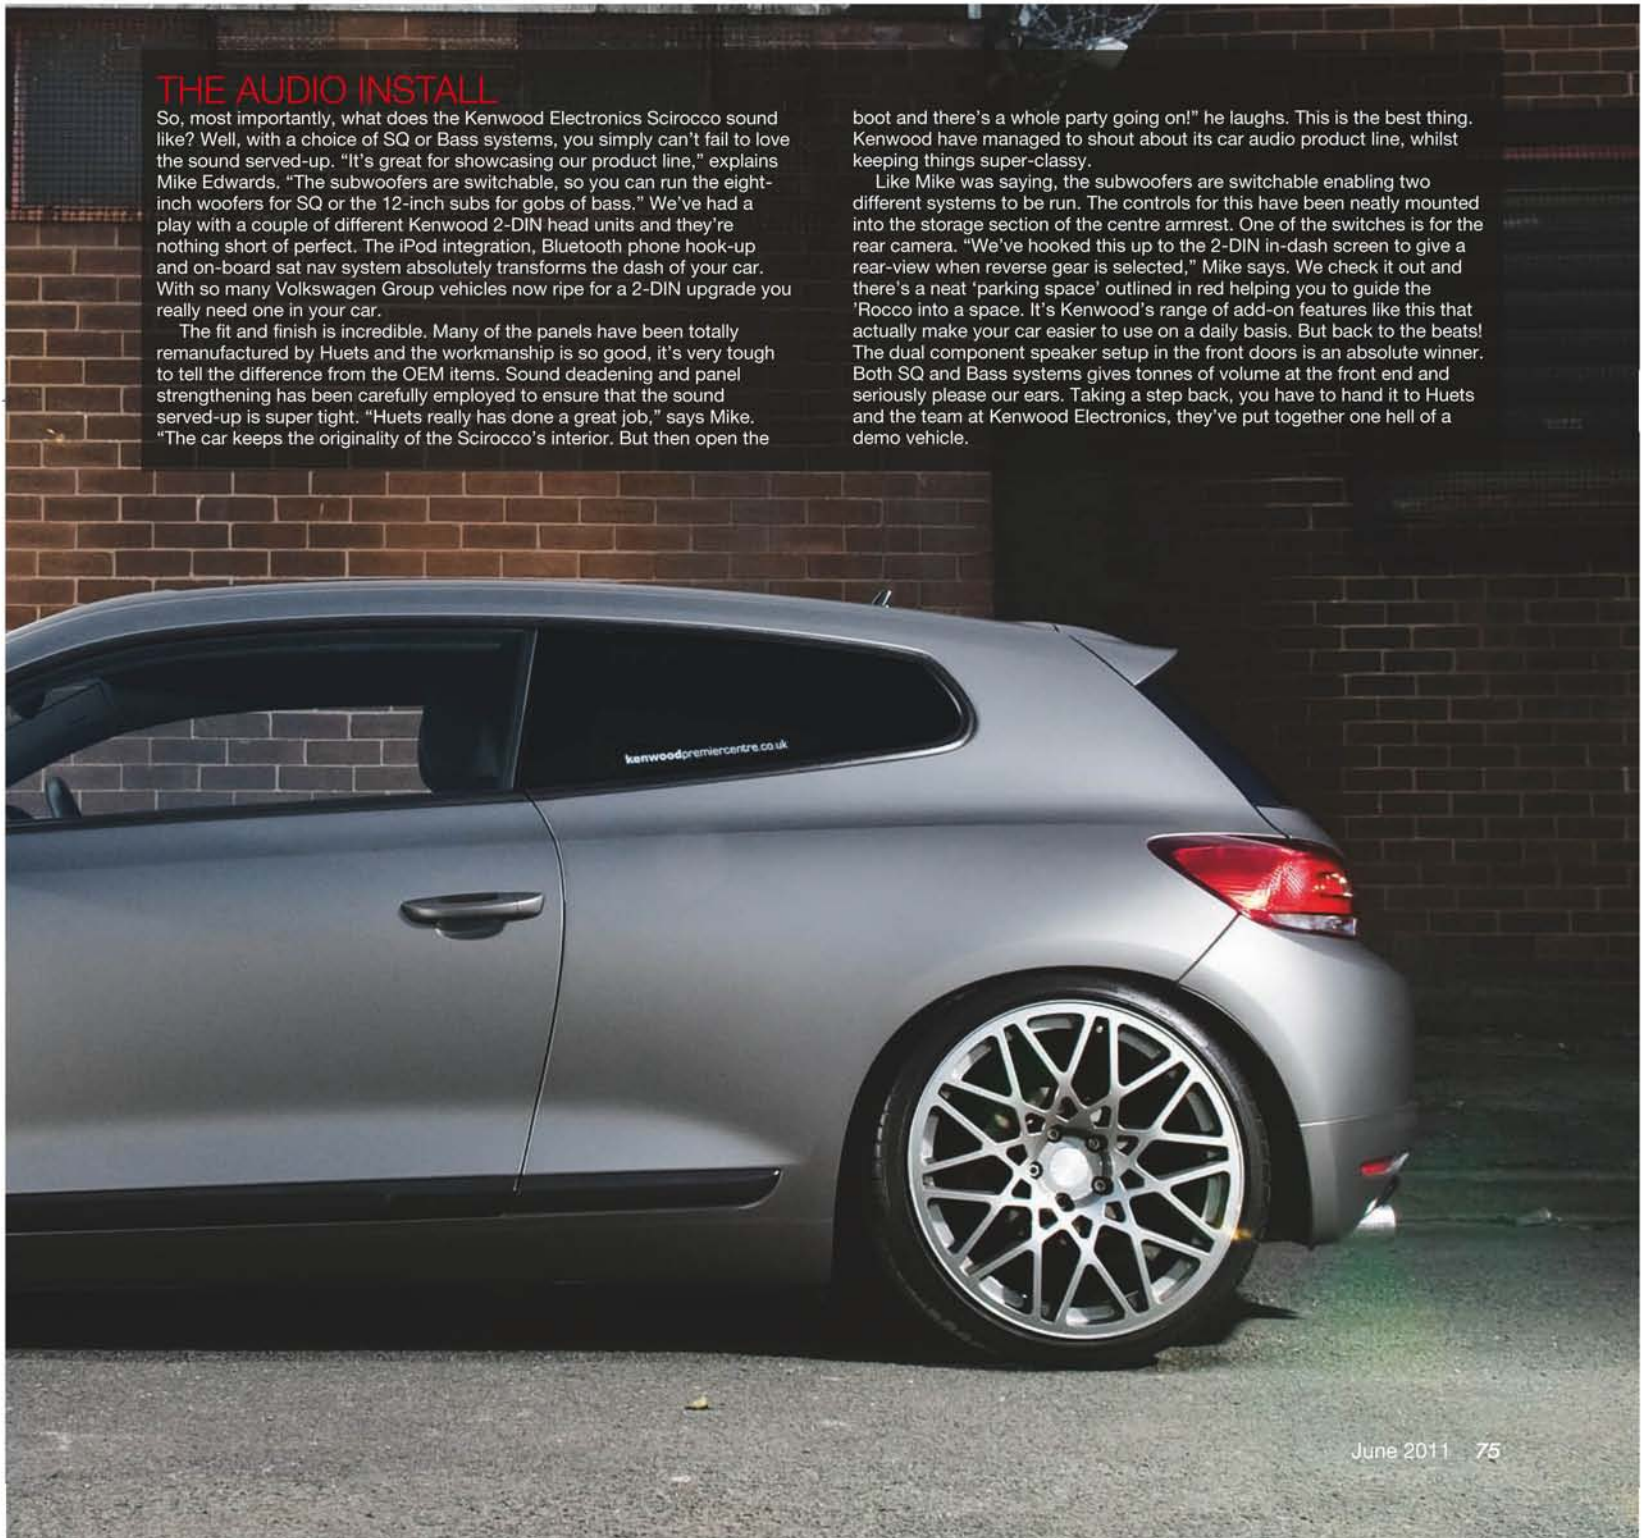 THE AUDIO INSTALL
So, most importantly, what does the Kenwood Electronics Scirocco sound
like? Well, with a choice of SQ or Bass systems, you simply can't fail to love
the sound served-up. “It's great for showcasing our product line,” explains
Mike Edwards. “The subwoofers are switchable, so you can run the eight-
inch woofers for SQ or the 12-inch subs for gobs of bass.” We've had a
play with a couple of different Kenwood 2-DIN head units and they're
nothing short of perfect. The iPod integration, Bluetooth phone hook-up
and on-board sat nav system absolutely transforms the dash of your car.
With so many Volkswagen Group vehicles now ripe for a 2-DIN upgrade you
really need one in your car.
The fit and finish is incredible. Many of the panels have been totally
remanufactured by Huets and the workmanship is so good, it's very tough
to tell the difference from the OEM items. Sound deadening and panel
strengthening has been carefully employed to ensure that the sound
served-up is super tight. “Huets really has done a great job,” says Mike.
“The car keeps the originality of the Scirocco's interior. But then open the
boot and there's a whole party going on!” he laughs. This is the best thing.
Kenwood have managed to shout about its car audio product line, whilst
keeping things super-classy.
Like Mike was saying, the subwoofers are switchable enabling two
different systems to be run. The controls for this have been neatly mounted
into the storage section of the centre armrest. One of the switches is for the
rear camera. “We've hooked this up to the 2-DIN in-dash screen to give a
rear-view when reverse gear is selected,” Mike says. We check it out and
there's a neat ‘parking space’ outlined in red helping you to guide the
’Rocco into a space. It's Kenwood's range of add-on features like this that
actually make your car easier to use on a daily basis. But back to the beats!
The dual component speaker setup in the front doors is an absolute winner.
Both SQ and Bass systems gives tonnes of volume at the front end and
seriously please our ears. Taking a step back, you have to hand it to Huets
and the team at Kenwood Electronics, they've put together one hell of a
demo vehicle.
kenwoodpremiercentre.co.uk
June 2011 75